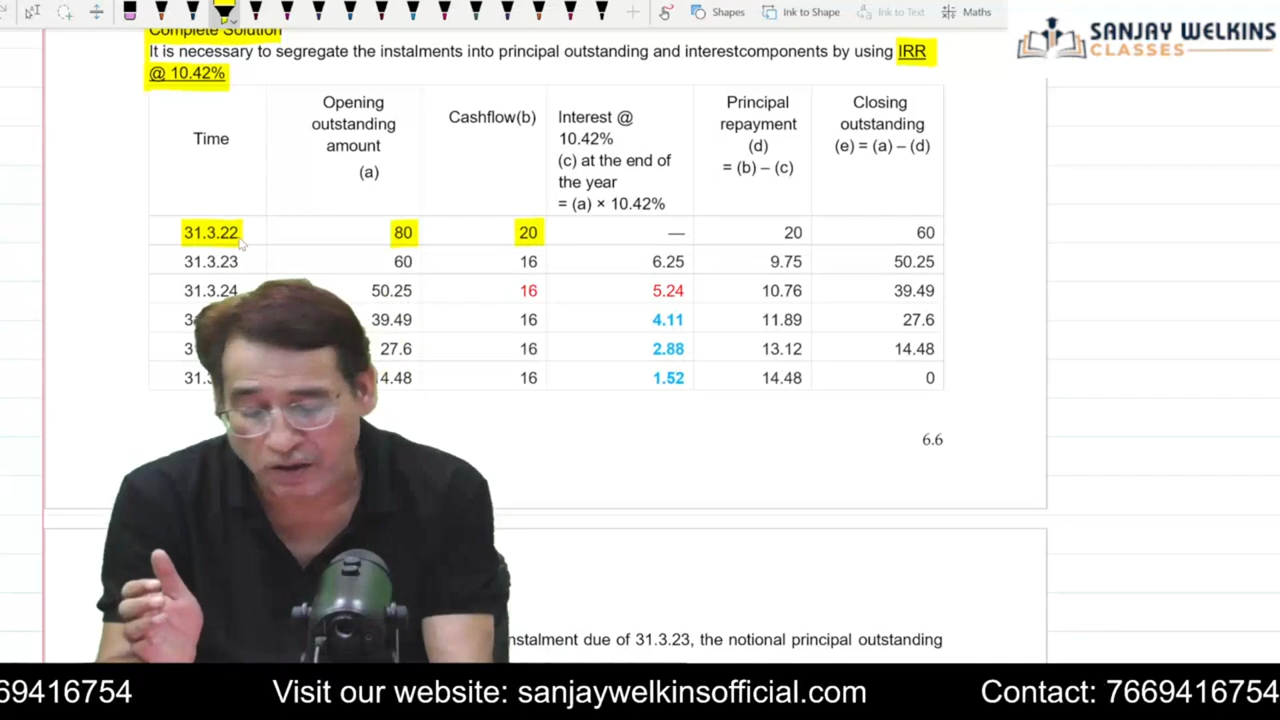 Shapes Ink to Shape Ink to Text Maths
SANJAY WELKINS
CLASSES
Complete Solution
It is necessary to segregate the instalments into principal outstanding and interestcomponents by using IRR
@ 10.42%
Time Opening outstanding amount (a) Cashflow(b) Interest @ 10.42% (c) at the end of the year = (a) × 10.42% Principal repayment (d) = (b) – (c) Closing outstanding (e) = (a) – (d)
31.3.22 80 20 — 20 60
31.3.23 60 16 6.25 9.75 50.25
31.3.24 50.25 16 5.24 10.76 39.49
3 39.49 16 4.11 11.89 27.6
3 27.6 16 2.88 13.12 14.48
31. 4.48 16 1.52 14.48 0
6.6
nstalment due of 31.3.23, the notional principal outstanding
69416754 Visit our website: sanjaywelkinsofficial.com Contact: 7669416754